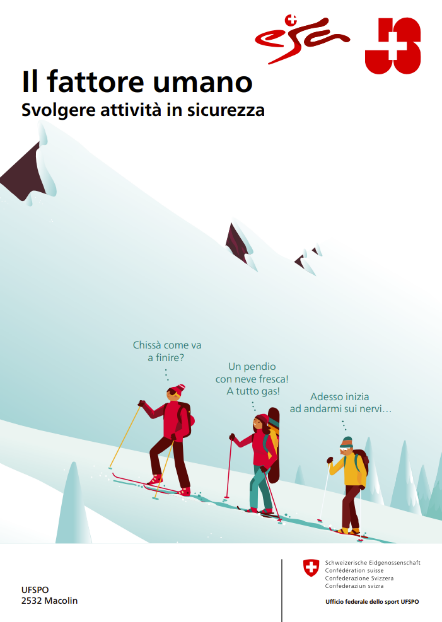 Il fattore umano
Svolgere attività in sicurezza
Chissà come va
a finire?
Un pendio
con neve fresca!
A tutto gas!
Adesso inizia
ad andarmi sui nervi…
UFSPO
2532 Macolin
Schweizerische Eidgenossenschaft
Confédération suisse
Confederazione Svizzera
Confederaziun svizra
Ufficio federale dello sport UFSPO